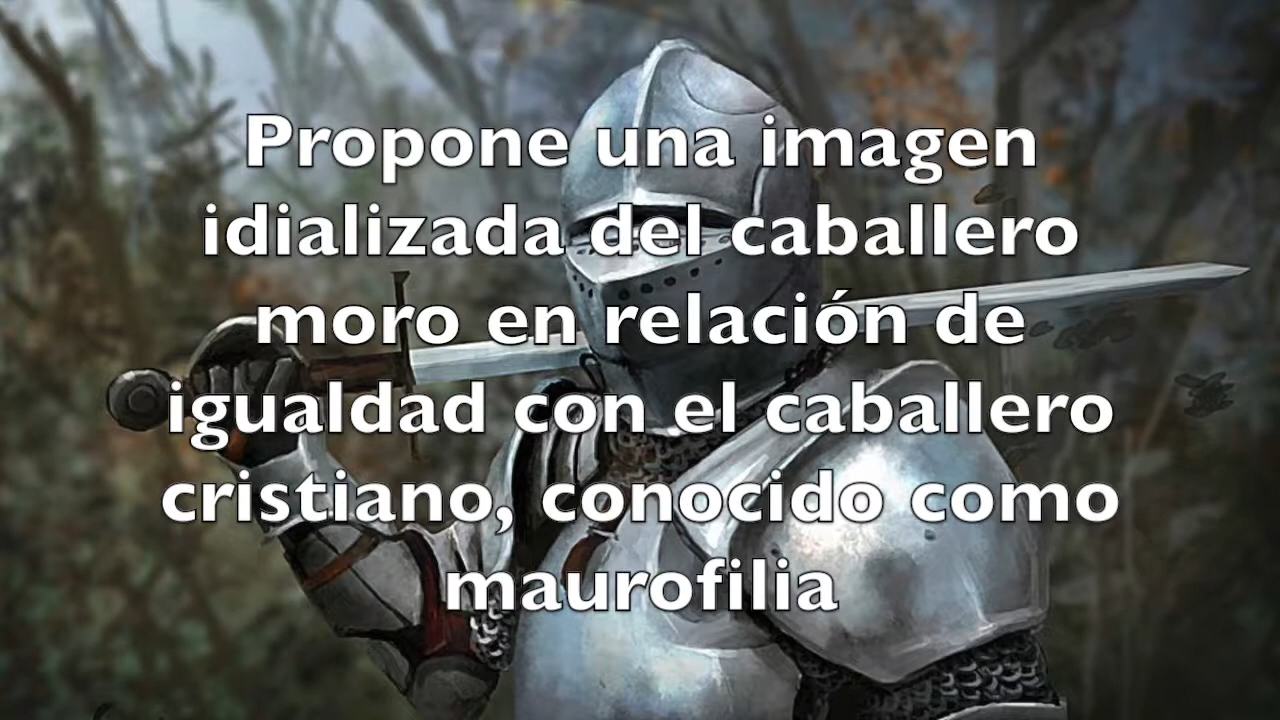 Propone una imagen
idializada del caballero
moro en relación de
igualdad con el caballero
cristiano, conocido como
maurofilia